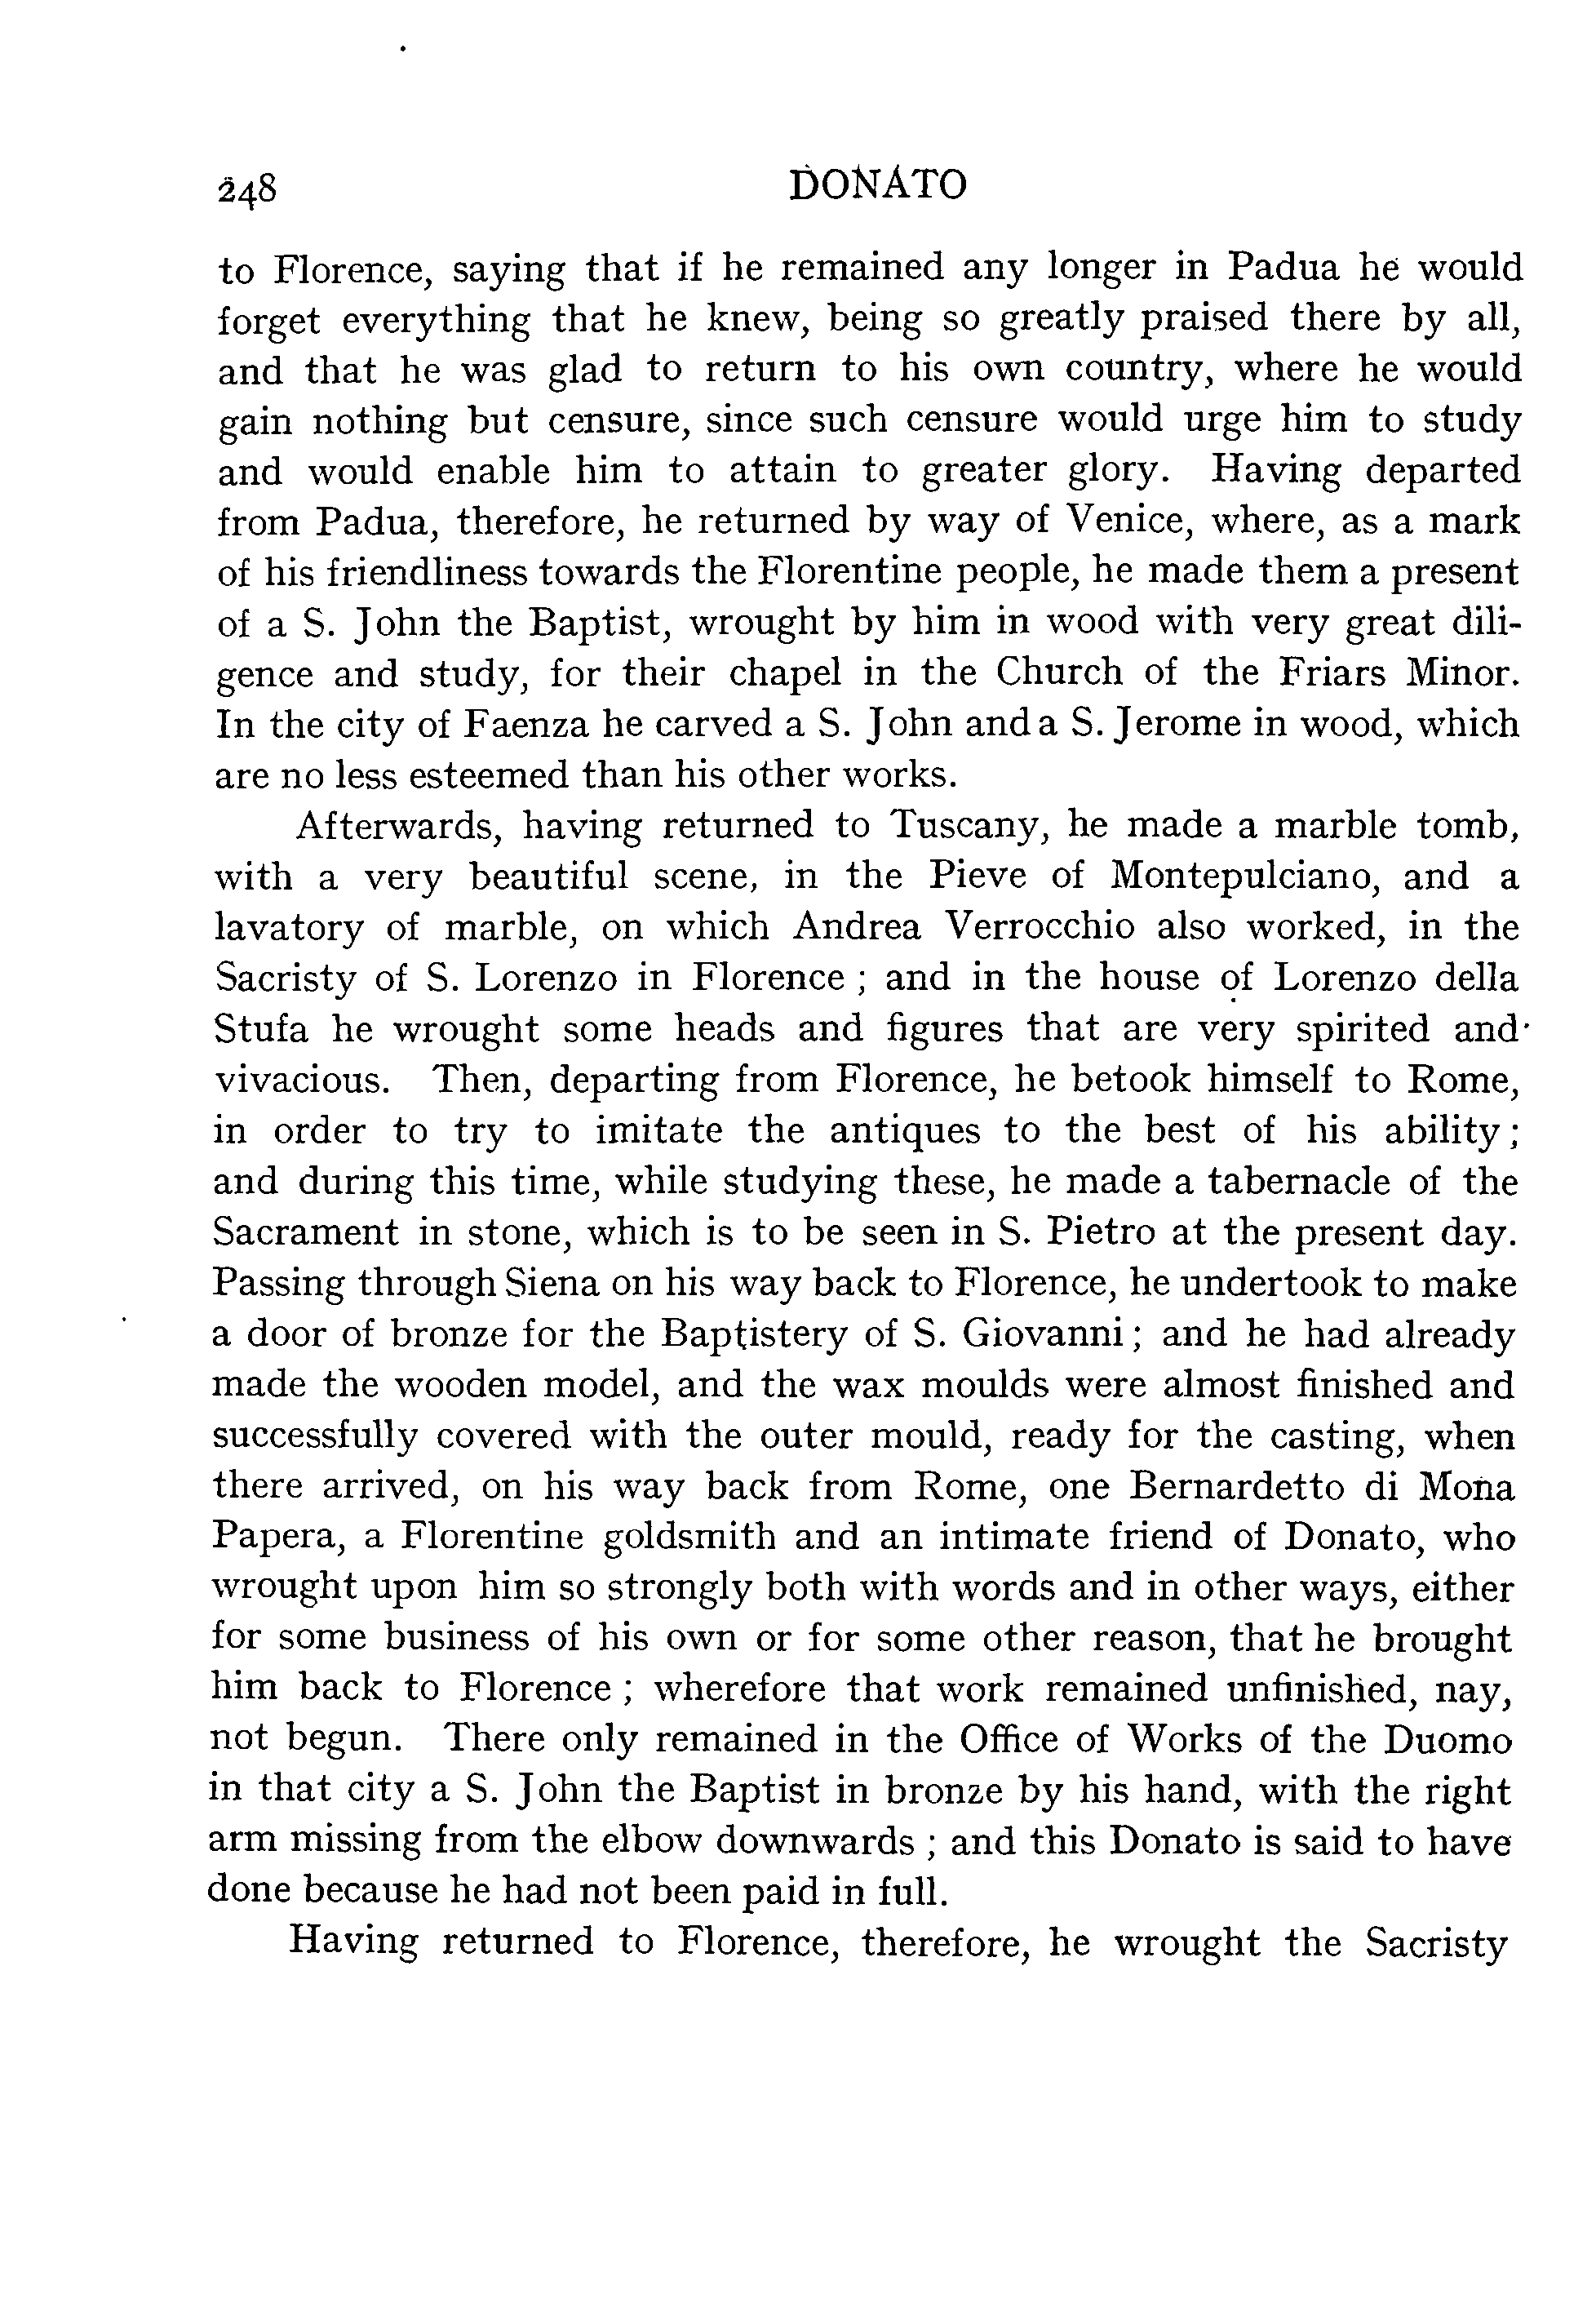 248 DONATO
to Florence, saying that if he remained any longer in Padua he would
forget everything that he knew, being so greatly praised there by all,
and that he was glad to return to his own country, where he would
gain nothing but censure, since such censure would urge him to study
and would enable him to attain to greater glory. Having departed
from Padua, therefore, he returned by way of Venice, where, as a mark
of his friendliness towards the Florentine people, he made them a present
of a S. John the Baptist, wrought by him in wood with very great dili-
gence and study, for their chapel in the Church of the Friars Minor.
In the city of Faenza he carved a S. John and a S. Jerome in wood, which
are no less esteemed than his other works.
Afterwards, having returned to Tuscany, he made a marble tomb,
with a very beautiful scene, in the Pieve of Montepulciano, and a
lavatory of marble, on which Andrea Verrocchio also worked, in the
Sacristy of S. Lorenzo in Florence ; and in the house of Lorenzo della
Stufa he wrought some heads and figures that are very spirited and
vivacious. Then, departing from Florence, he betook himself to Rome,
in order to try to imitate the antiques to the best of his ability ;
and during this time, while studying these, he made a tabernacle of the
Sacrament in stone, which is to be seen in S. Pietro at the present day.
Passing through Siena on his way back to Florence, he undertook to make
a door of bronze for the Baptistery of S. Giovanni ; and he had already
made the wooden model, and the wax moulds were almost finished and
successfully covered with the outer mould, ready for the casting, when
there arrived, on his way back from Rome, one Bernardetto di Mona
Papera, a Florentine goldsmith and an intimate friend of Donato, who
wrought upon him so strongly both with words and in other ways, either
for some business of his own or for some other reason, that he brought
him back to Florence ; wherefore that work remained unfinished, nay,
not begun. There only remained in the Office of Works of the Duomo
in that city a S. John the Baptist in bronze by his hand, with the right
arm missing from the elbow downwards ; and this Donato is said to have
done because he had not been paid in full.
Having returned to Florence, therefore, he wrought the Sacristy